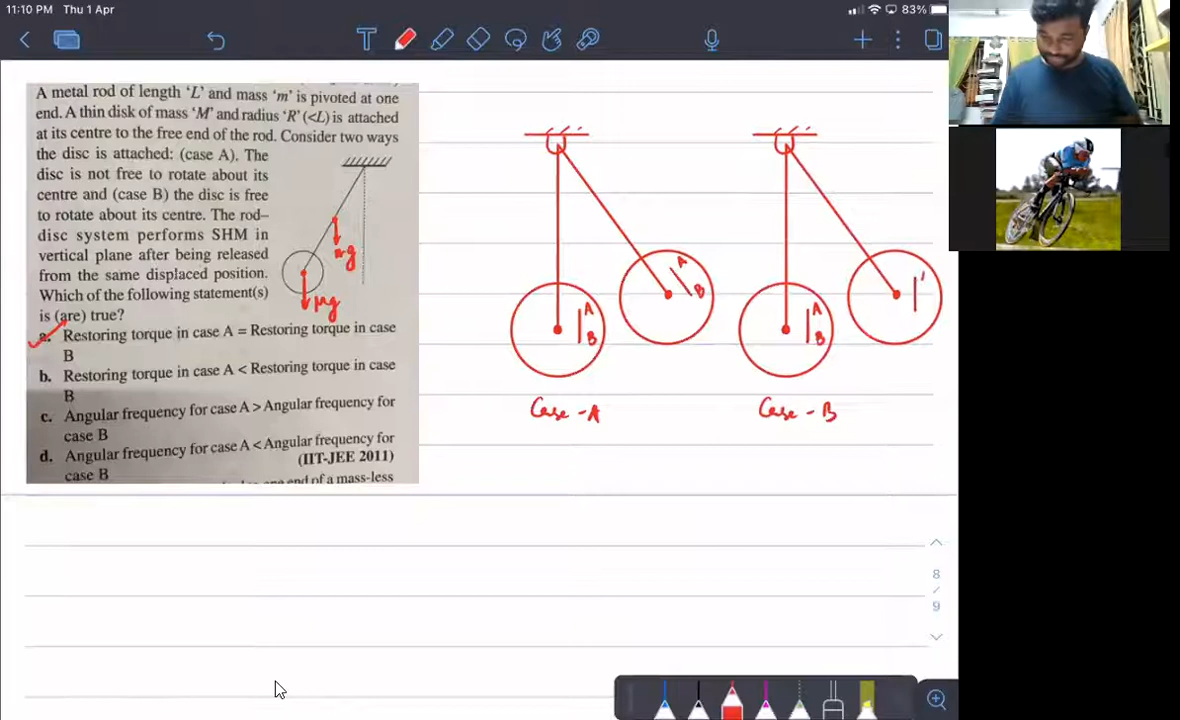 11:10 PM Thu 1 Apr
83%
T
A metal rod of length 'L' and mass 'm' is pivoted at one
end. A thin disk of mass 'M' and radius 'R' (<L) is attached
at its centre to the free end of the rod. Consider two ways
the disc is attached: (case A). The
disc is not free to rotate about its
centre and (case B) the disc is free
to rotate about its centre. The rod–
disc system performs SHM in
vertical plane after being released
from the same displaced position.
Which of the following statement(s)
is (are) true?
mg
Mg
a. Restoring torque in case A = Restoring torque in case
B
b. Restoring torque in case A < Restoring torque in case
B
c. Angular frequency for case A > Angular frequency for
case B
d. Angular frequency for case A < Angular frequency for
case B
(IIT-JEE 2011)
end of a mass-less
A
B
A
B
A
B
Case - A
Case - B
8
9